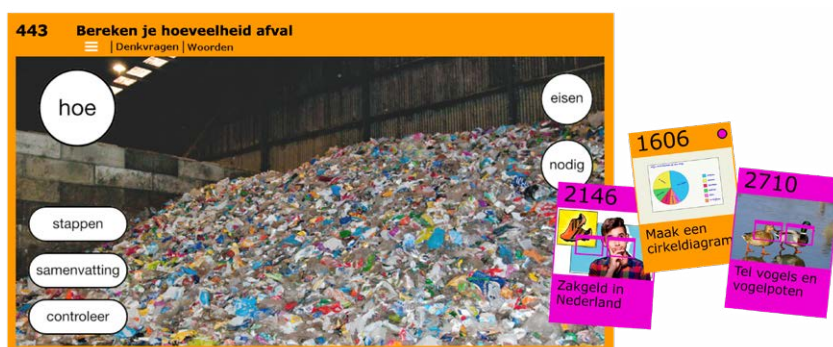 443 Bereken je hoeveelheid afval
| Denkvragen | Woorden
hoe
eisen
nodig
stappen
samenvatting
controleer
2146
Zakgeld in
Nederland
1606
Maak een
cirkeldiagram
2710
Tel vogels en
vogelpoten